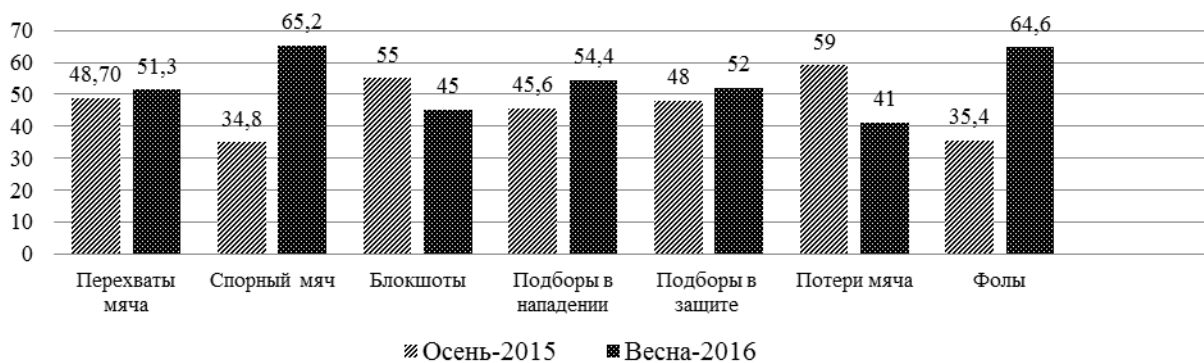 70
60
50
40
30
20
10
0
48,70
51,3
34,8
65,2
55
45
45,6
54,4
48
52
59
41
35,4
64,6
Перехваты
мяча
Спорный мяч
Блокшоты
Подборы в
нападении
Подборы в
защите
Потери мяча
Фолы
Осень-2015
Весна-2016